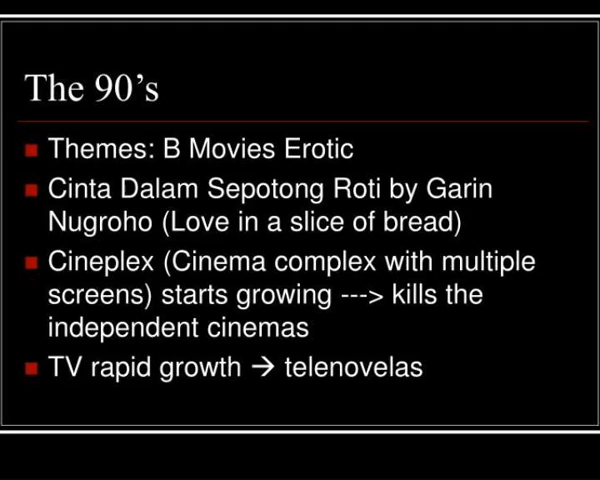 The 90’s
Themes: B Movies Erotic
Cinta Dalam Sepotong Roti by Garin
Nugroho (Love in a slice of bread)
Cineplex (Cinema complex with multiple
screens) starts growing ---> kills the
independent cinemas
TV rapid growth → telenovelas